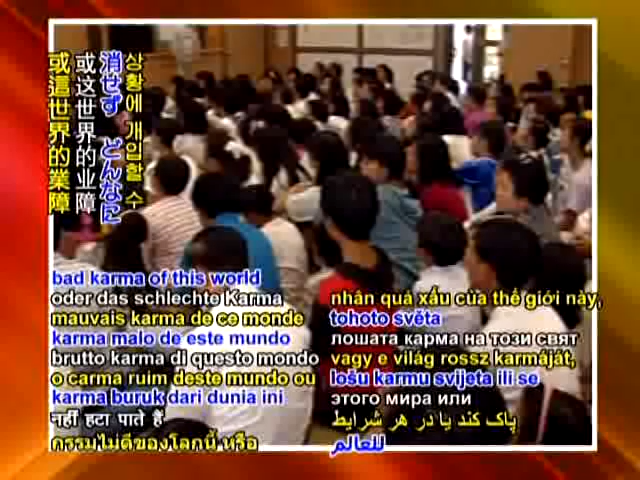 상황에 개입할 수
消せず どんなに
或这世界的业障
或這世界的業障
bad karma of this world
oder das schlechte Karma
mauvais karma de ce monde
karma malo de este mundo
brutto karma di questo mondo
o carma ruim deste mundo ou
karma buruk dari dunia ini
नहीं हटा पाते हैं
กรรมไม่ดีของโลกนี้ หรือ
nhân quả xấu của thế giới này,
tohoto světa
лошата карма на този свят
vagy e világ rossz karmáját,
lošu karmu svijeta ili se
этого мира или
پاک کند یا در هر شرایط
للعالم